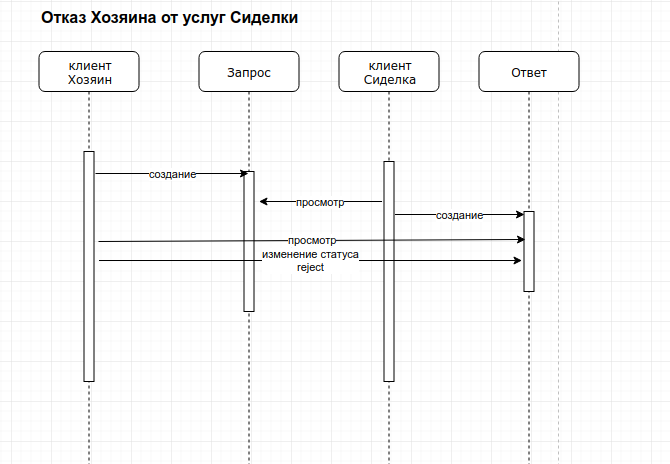 Отказ Хозяина от услуг Сиделки
клиент
Хозяин
Запрос
клиент
Сиделка
Ответ
создание
просмотр
создание
просмотр
изменение статуса
reject